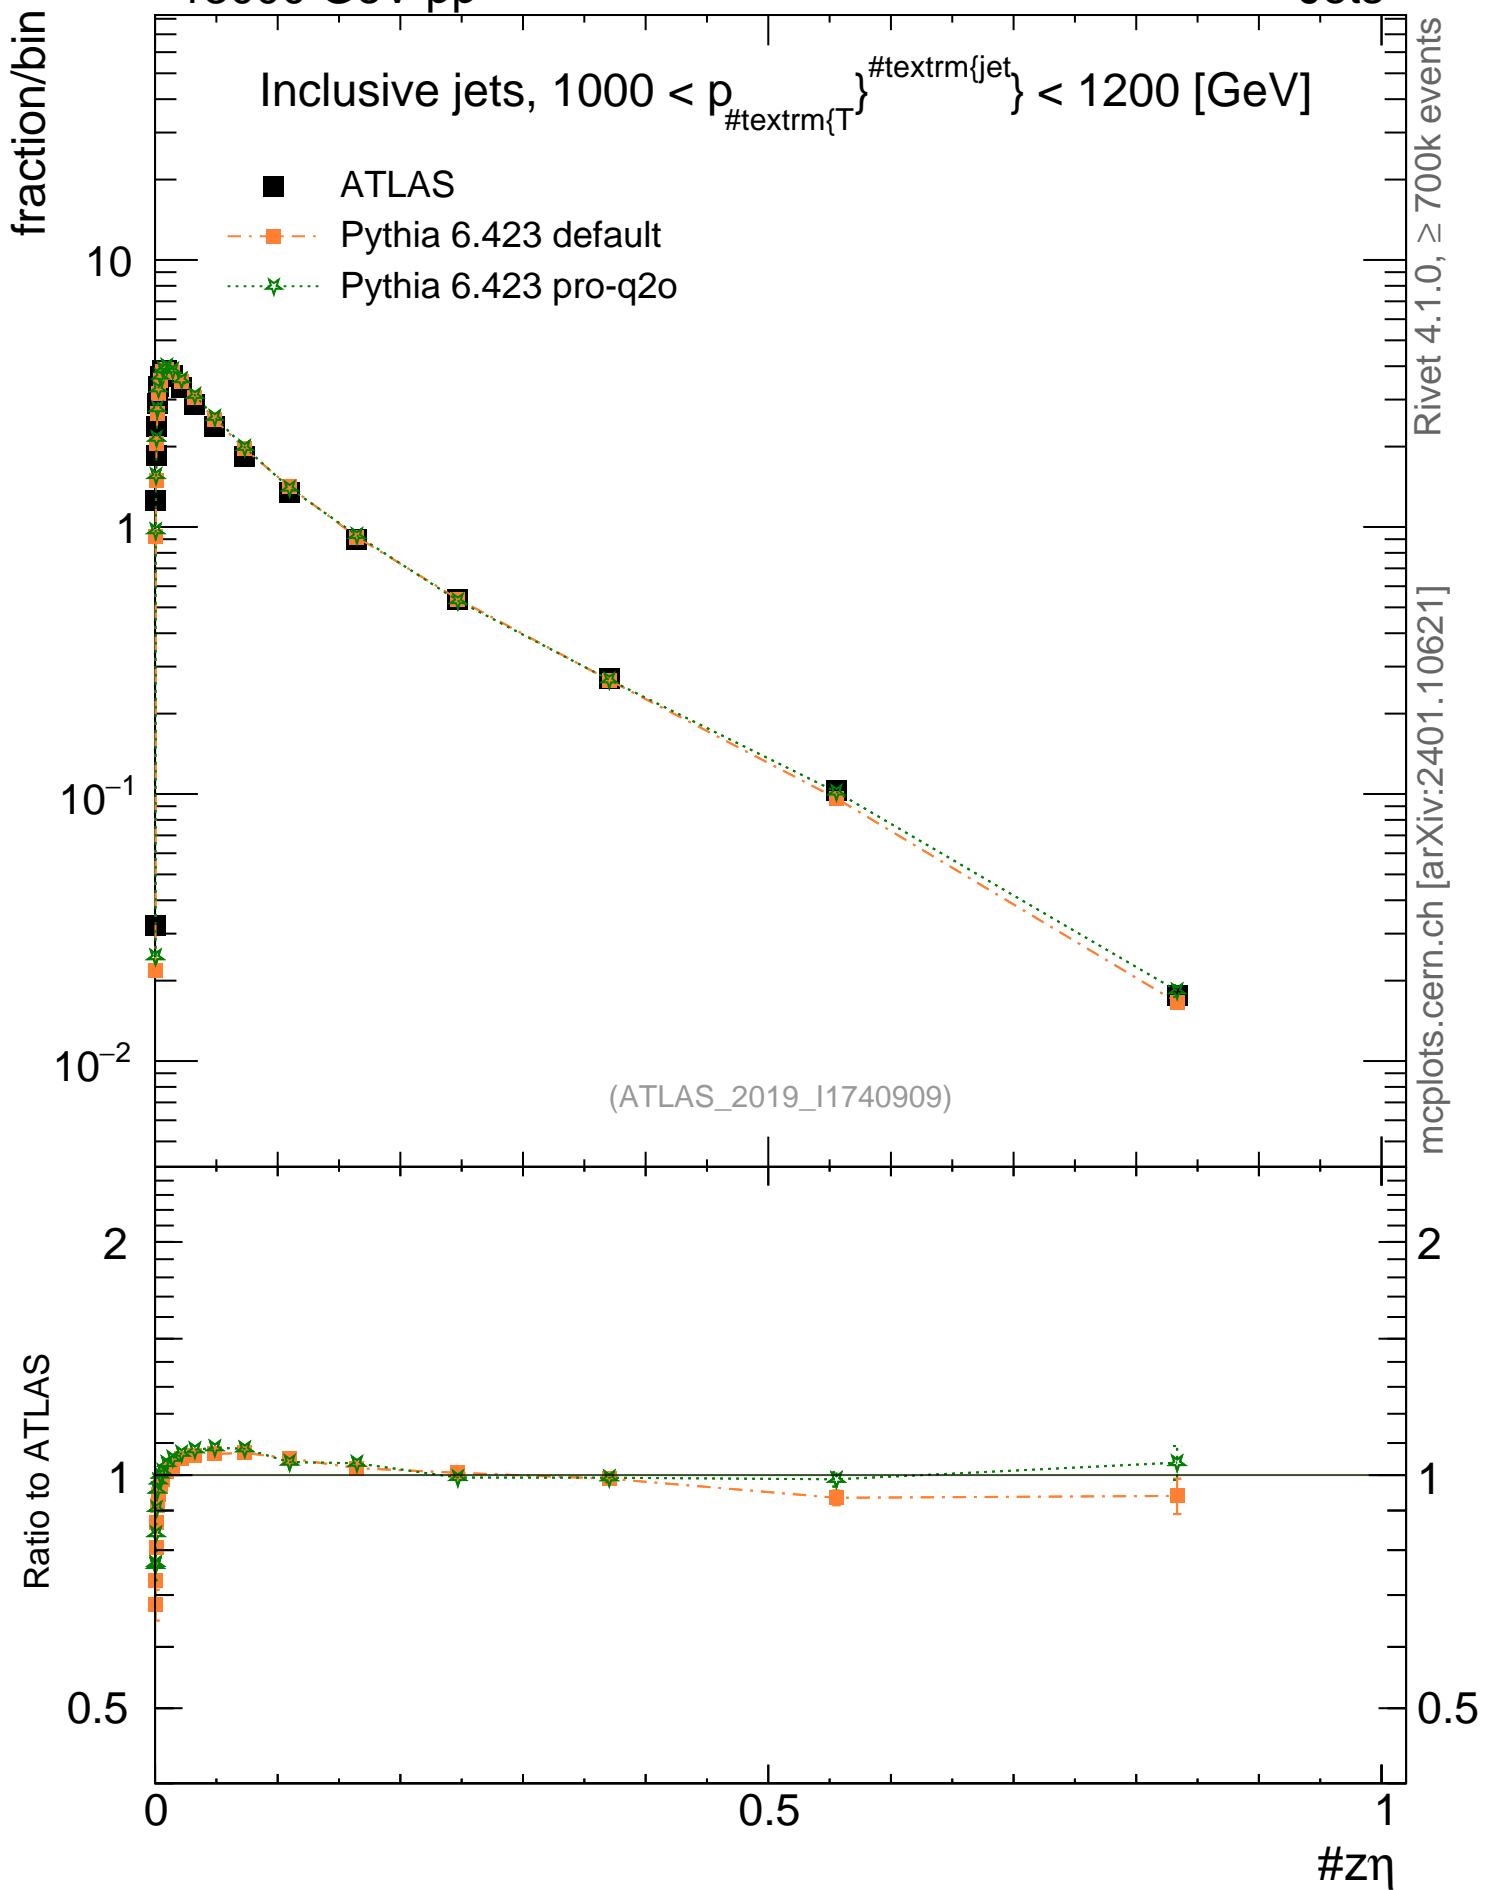 fraction/bin
Inclusive jets, 1000 < p_#textrm{T}^#textrm{jet} < 1200 [GeV]
ATLAS
Pythia 6.423 default
Pythia 6.423 pro-q2o
10
1
10⁻¹
10⁻²
(ATLAS_2019_I1740909)
Rivet 4.1.0, ≥ 700k events
mcplots.cern.ch [arXiv:2401.10621]
Ratio to ATLAS
2
1
0.5
2
1
0.5
0
0.5
1
#zη